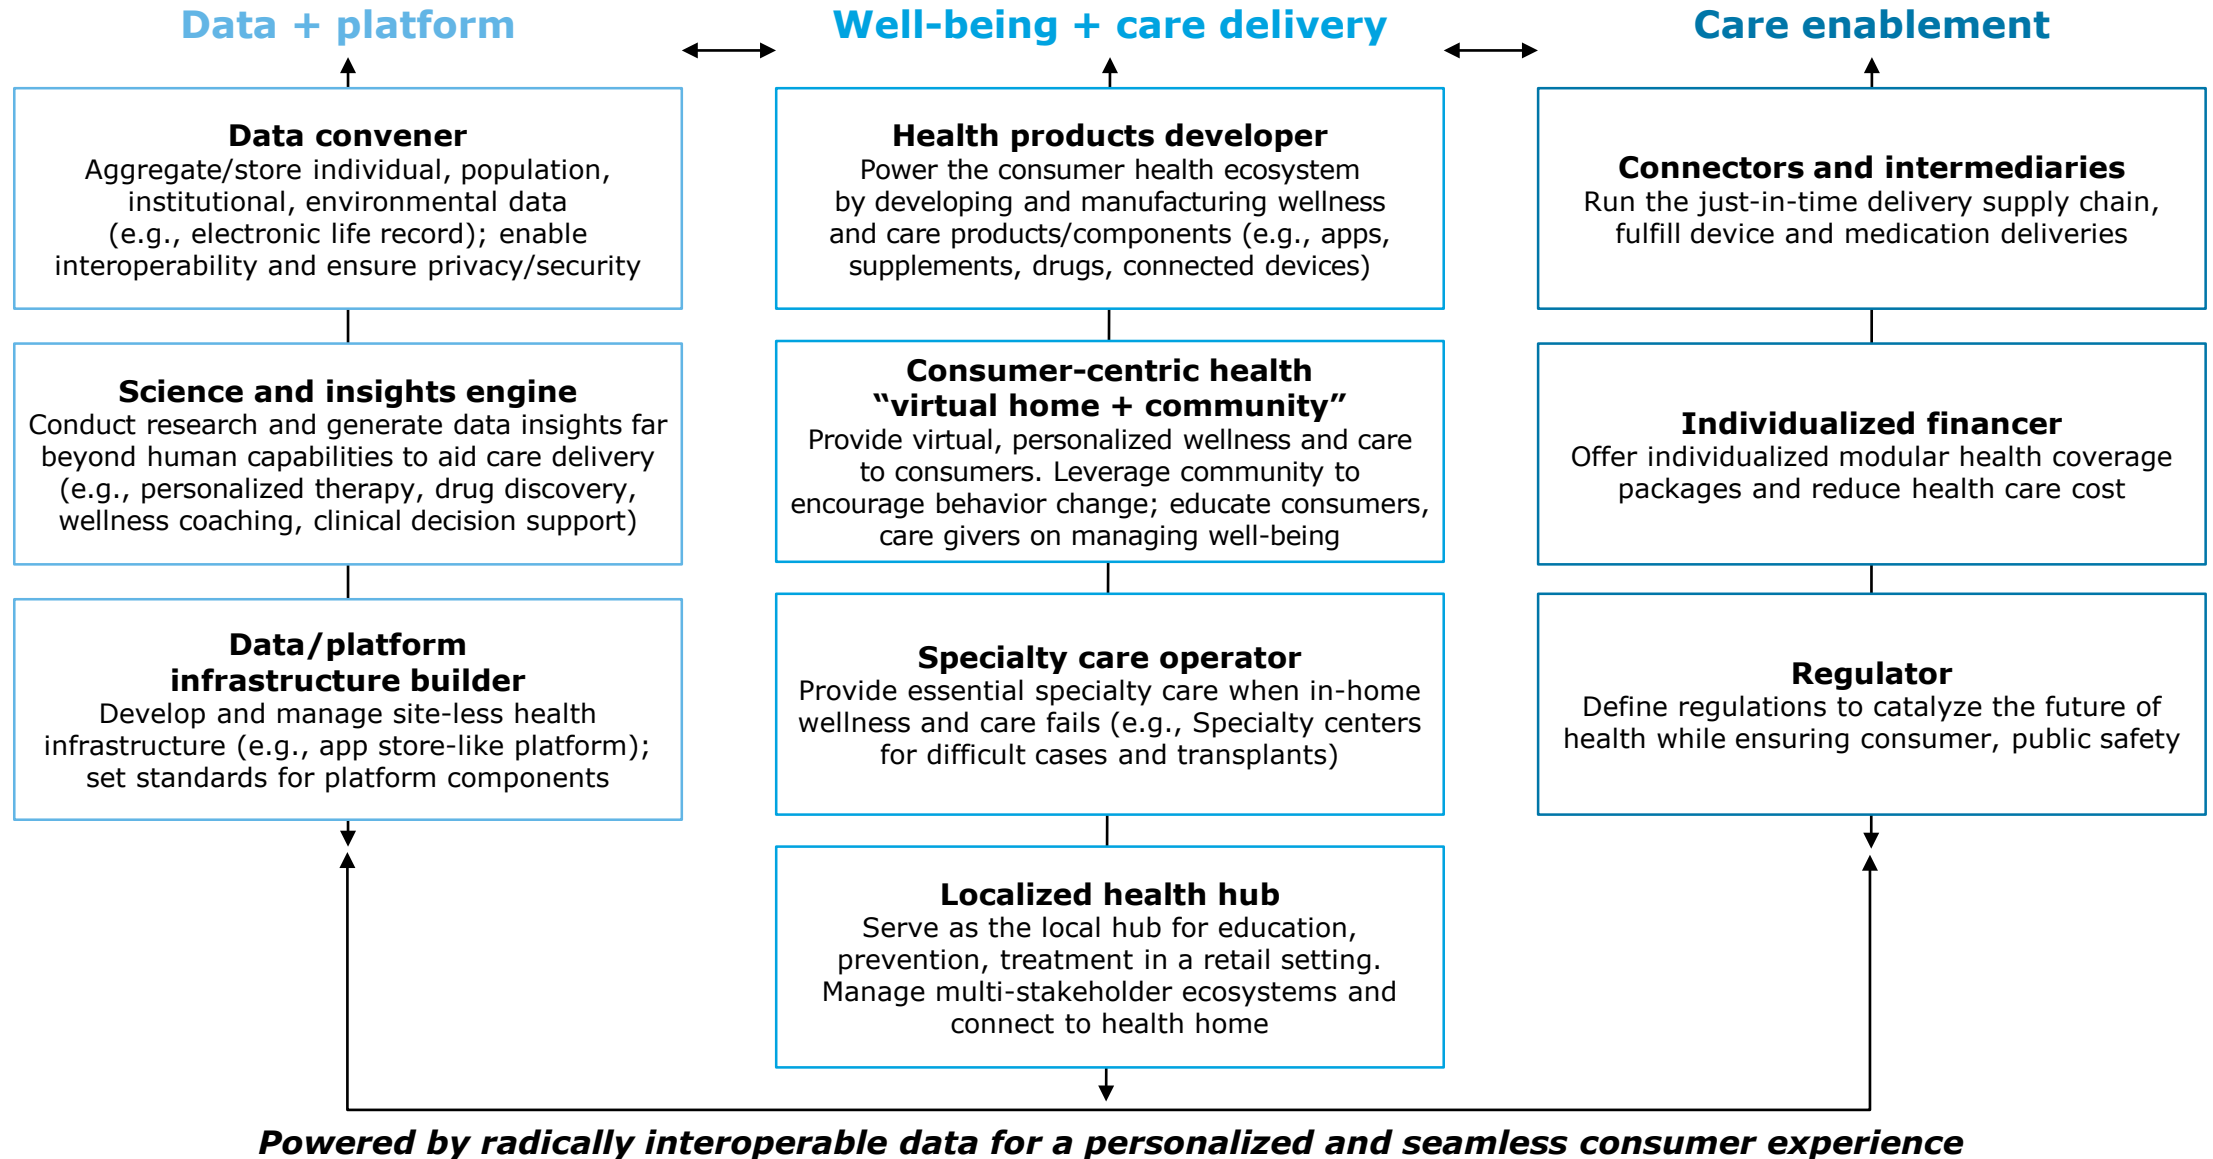 Data + platform
Well-being + care delivery
Care enablement
Data convener
Aggregate/store individual, population,
institutional, environmental data
(e.g., electronic life record); enable
interoperability and ensure privacy/security
Science and insights engine
Conduct research and generate data insights far
beyond human capabilities to aid care delivery
(e.g., personalized therapy, drug discovery,
wellness coaching, clinical decision support)
Data/platform
infrastructure builder
Develop and manage site-less health
infrastructure (e.g., app store-like platform);
set standards for platform components
Health products developer
Power the consumer health ecosystem
by developing and manufacturing wellness
and care products/components (e.g., apps,
supplements, drugs, connected devices)
Consumer-centric health
“virtual home + community”
Provide virtual, personalized wellness and care
to consumers. Leverage community to
encourage behavior change; educate consumers,
care givers on managing well-being
Specialty care operator
Provide essential specialty care when in-home
wellness and care fails (e.g., Specialty centers
for difficult cases and transplants)
Localized health hub
Serve as the local hub for education,
prevention, treatment in a retail setting.
Manage multi-stakeholder ecosystems and
connect to health home
Connectors and intermediaries
Run the just-in-time delivery supply chain,
fulfill device and medication deliveries
Individualized financer
Offer individualized modular health coverage
packages and reduce health care cost
Regulator
Define regulations to catalyze the future of
health while ensuring consumer, public safety
Powered by radically interoperable data for a personalized and seamless consumer experience